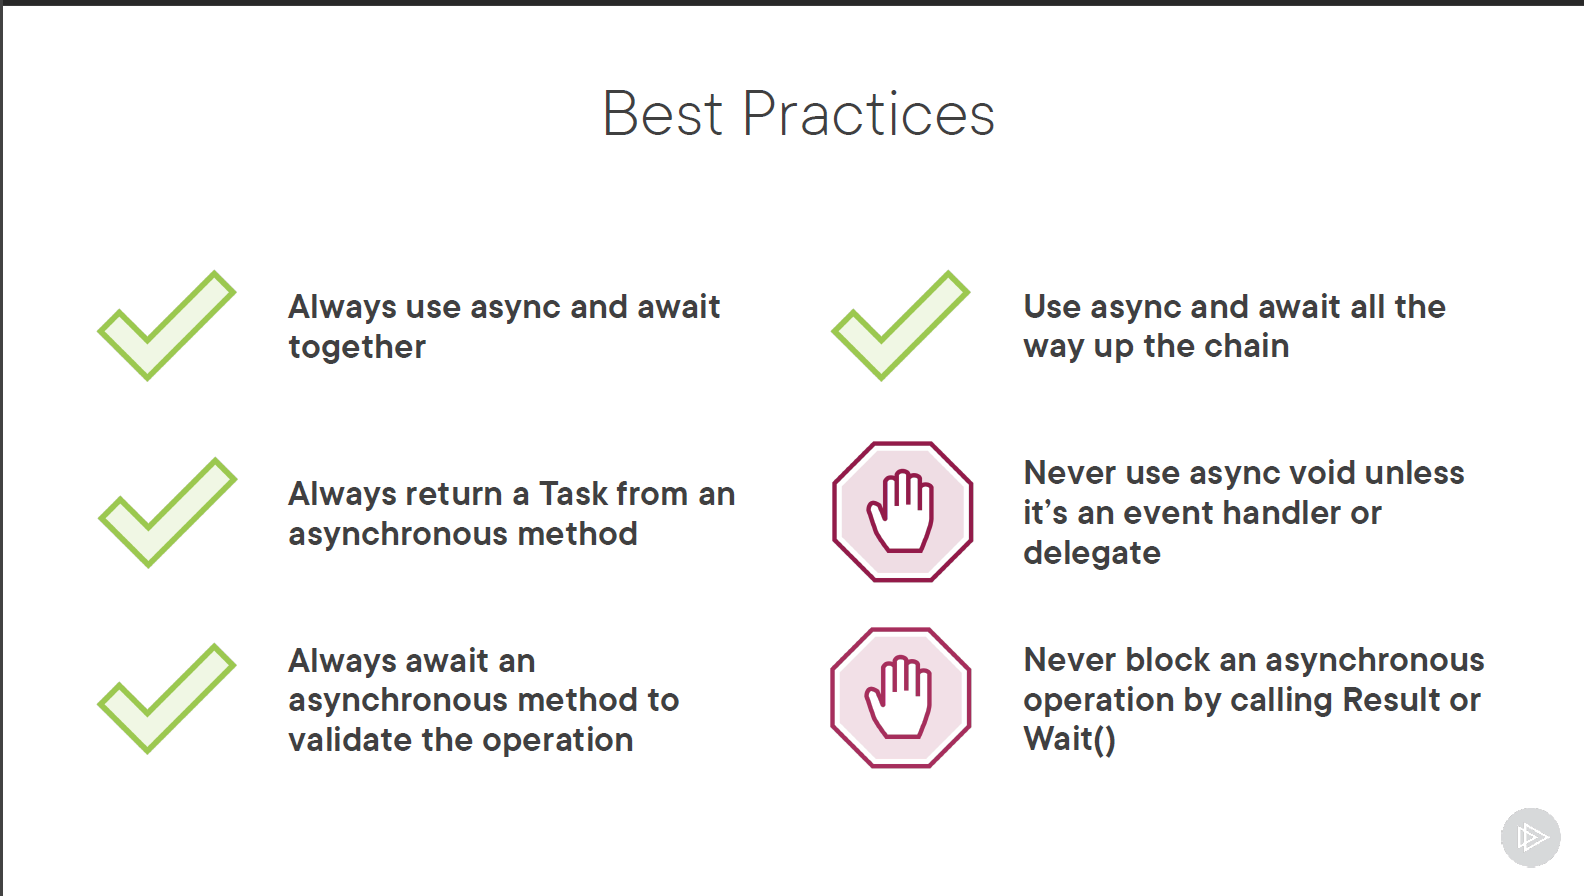 Best Practices
Always use async and await
together
Always return a Task from an
asynchronous method
Always await an
asynchronous method to
validate the operation
Use async and await all the
way up the chain
Never use async void unless
it’s an event handler or
delegate
Never block an asynchronous
operation by calling Result or
Wait()